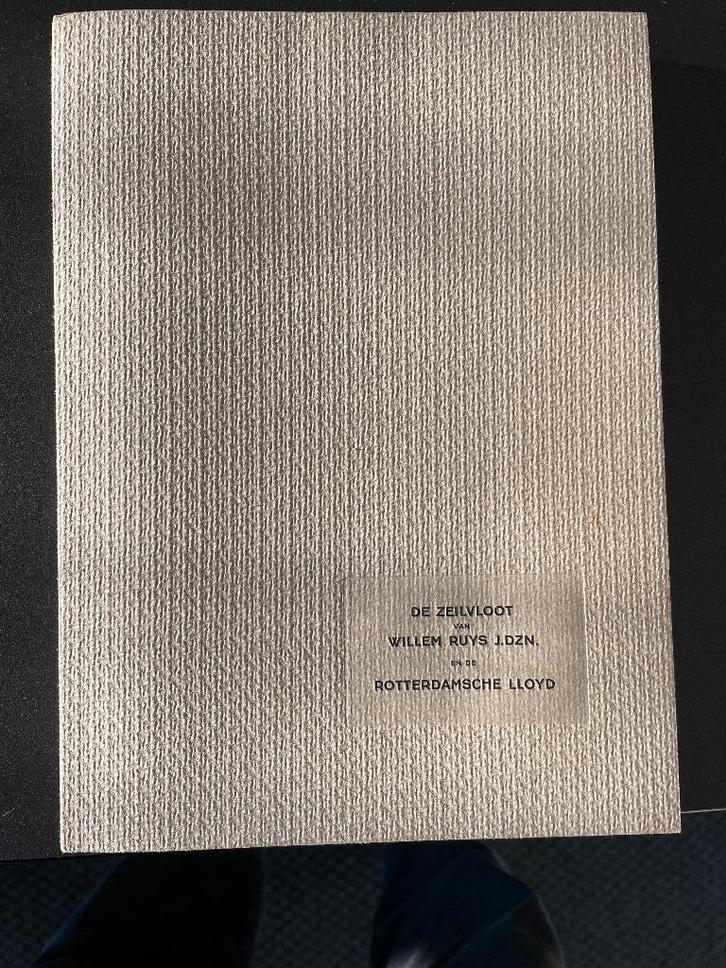 DE ZEILVLOOT
VAN
WILLEM RUYS J.DZN.
EN DE
ROTTERDAMSCHE LLOYD